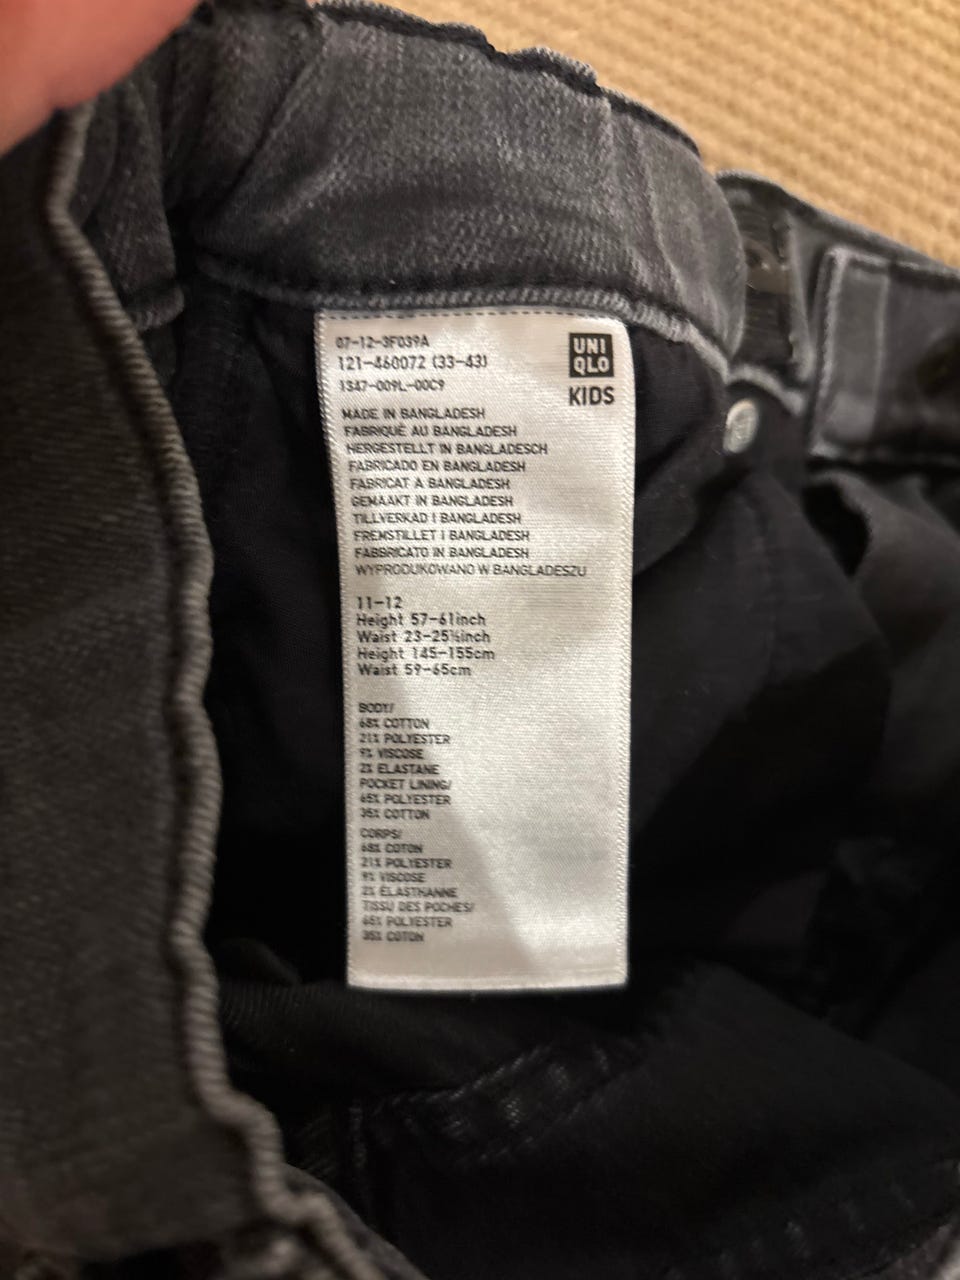 07-12-3F039A
121-460072 (33-43)
1347-009L-00C9
UNI
QLO
KIDS
MADE IN BANGLADESH
FABRIQUÉ AU BANGLADESH
HERGESTELLT IN BANGLADESCH
FABRICADO EN BANGLADESH
FABRICAT A BANGLADESH
GEMAAKT IN BANGLADESH
TILLVERKAD I BANGLADESH
FREMSTILLET I BANGLADESH
FABBRICATO IN BANGLADESH
WYPRODUKOWANO W BANGLADESZU
11-12
Height 57-61inch
Waist 23-25½inch
Height 145-155cm
Waist 59-65cm
BODY/
68% COTTON
21% POLYESTER
9% VISCOSE
2% ELASTANE
POCKET LINING/
65% POLYESTER
35% COTTON
CORPS/
68% COTON
21% POLYESTER
9% VISCOSE
2% ÉLASTHANNE
TISSU DES POCHES/
65% POLYESTER
35% COTON